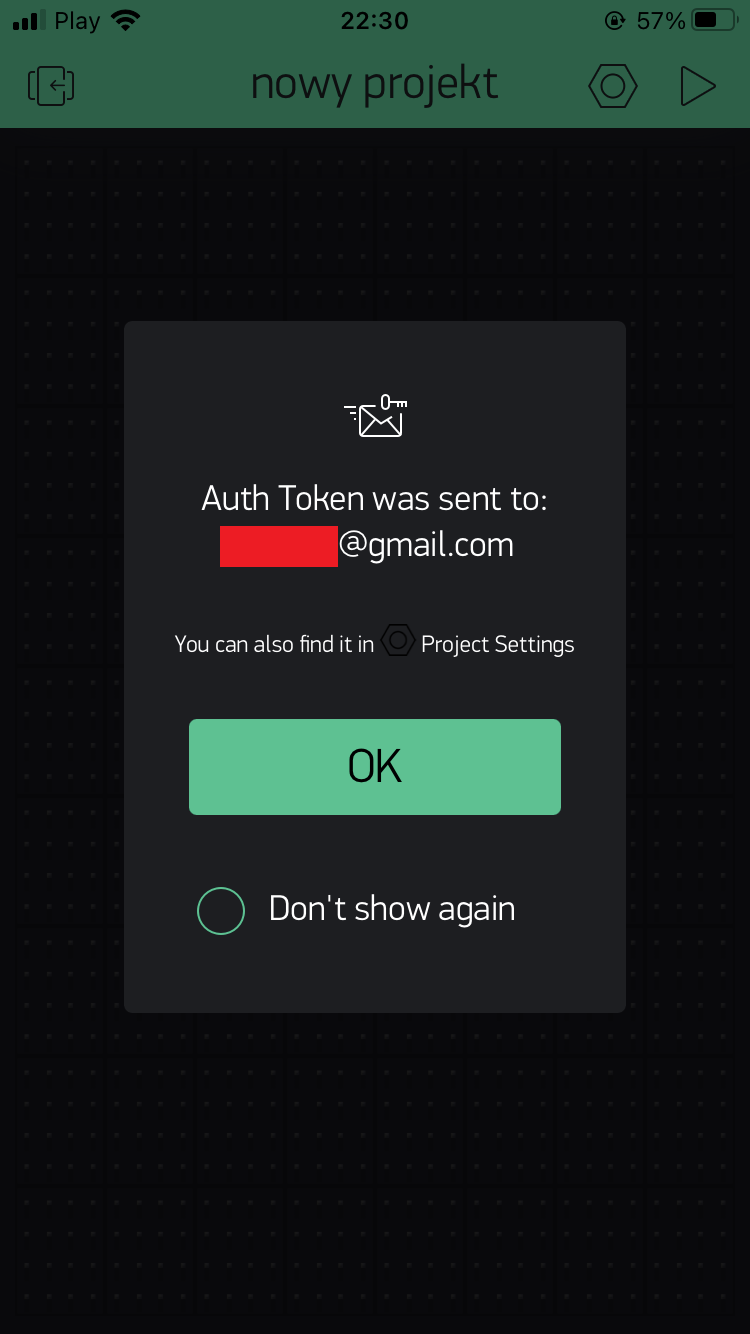 Play 22:30 57%
nowy projekt
Auth Token was sent to:
@gmail.com
You can also find it in Project Settings
OK
Don't show again